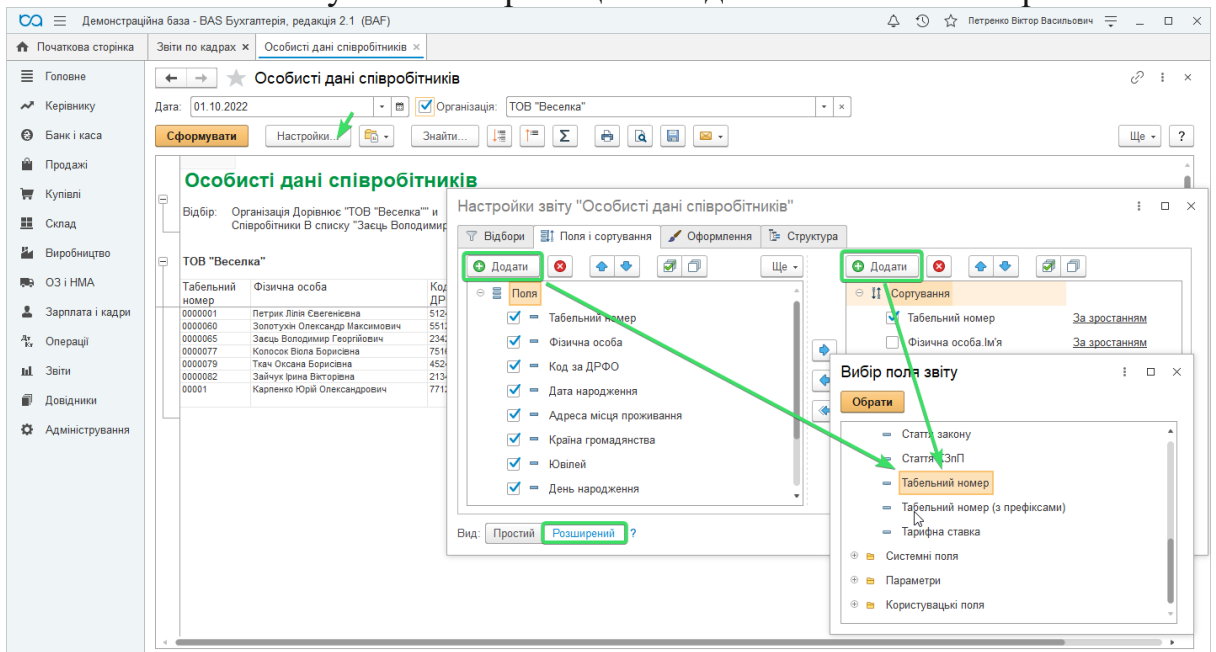 Демонстраційна база - BAS Бухгалтерія, редакція 2.1 (BAF)
Петренко Віктор Васильович
Початкова сторінка
Звіти по кадрах ×
Особисті дані співробітників ×
Головне
Керівнику
Банк і каса
Продажі
Купівлі
Склад
Виробництво
ОЗ і НМА
Зарплата і кадри
Операції
Звіти
Довідники
Адміністрування
Особисті дані співробітників
Дата: 01.10.2022 Організація: ТОВ "Веселка"
Сформувати Настройки... Знайти... Ще ?
Особисті дані співробітників
Відбір: Організація Дорівнює "ТОВ "Веселка"" и
Співробітники В списку "Заєць Володимир
ТОВ "Веселка"
Табельний номер Фізична особа
0000001 Петрик Лілія Євгенієвна
0000060 Золотухін Олександр Максимович
0000065 Заєць Володимир Георгійович
0000077 Колосок Віола Борисівна
0000079 Ткач Оксана Борисівна
0000082 Зайчук Ірина Вікторівна
00001 Карпенко Юрій Олександрович
Настройки звіту "Особисті дані співробітників"
Відбори Поля і сортування Оформлення Структура
Додати Ще
Поля
Табельний номер
Фізична особа
Код за ДРФО
Дата народження
Адреса місця проживання
Країна громадянства
Ювілей
День народження
Вид: Простий Розширений ?
Додати
Сортування
Табельний номер За зростанням
Фізична особа.Ім'я За зростанням
Вибір поля звіту
Обрати
Стаття закону
Стаття КЗпП
Табельний номер
Табельний номер (з префіксами)
Тарифна ставка
Системні поля
Параметри
Користувацькі поля